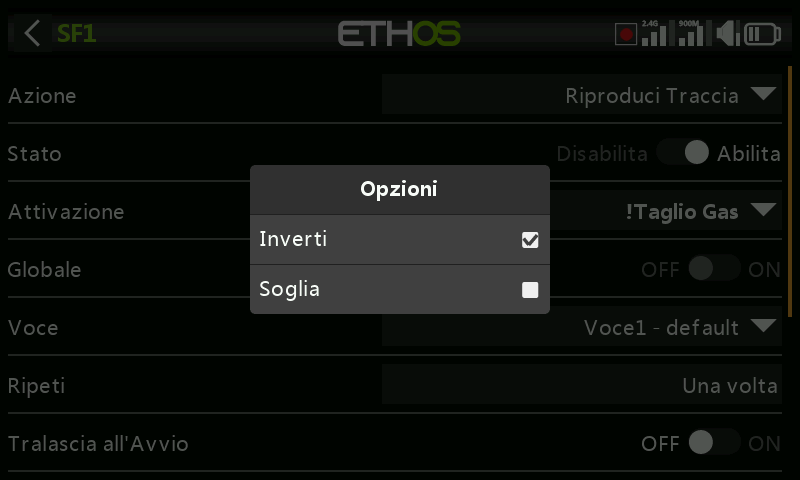 SF1 ETHOS 2.4G 900M
Azione Riproduci Traccia
Stato Disabilita Abilita
Opzioni
Attivazione !Taglio Gas
Inverti
Globale OFF ON
Soglia
Voce Voce1 - default
Ripeti Una volta
Tralascia all'Avvio OFF ON